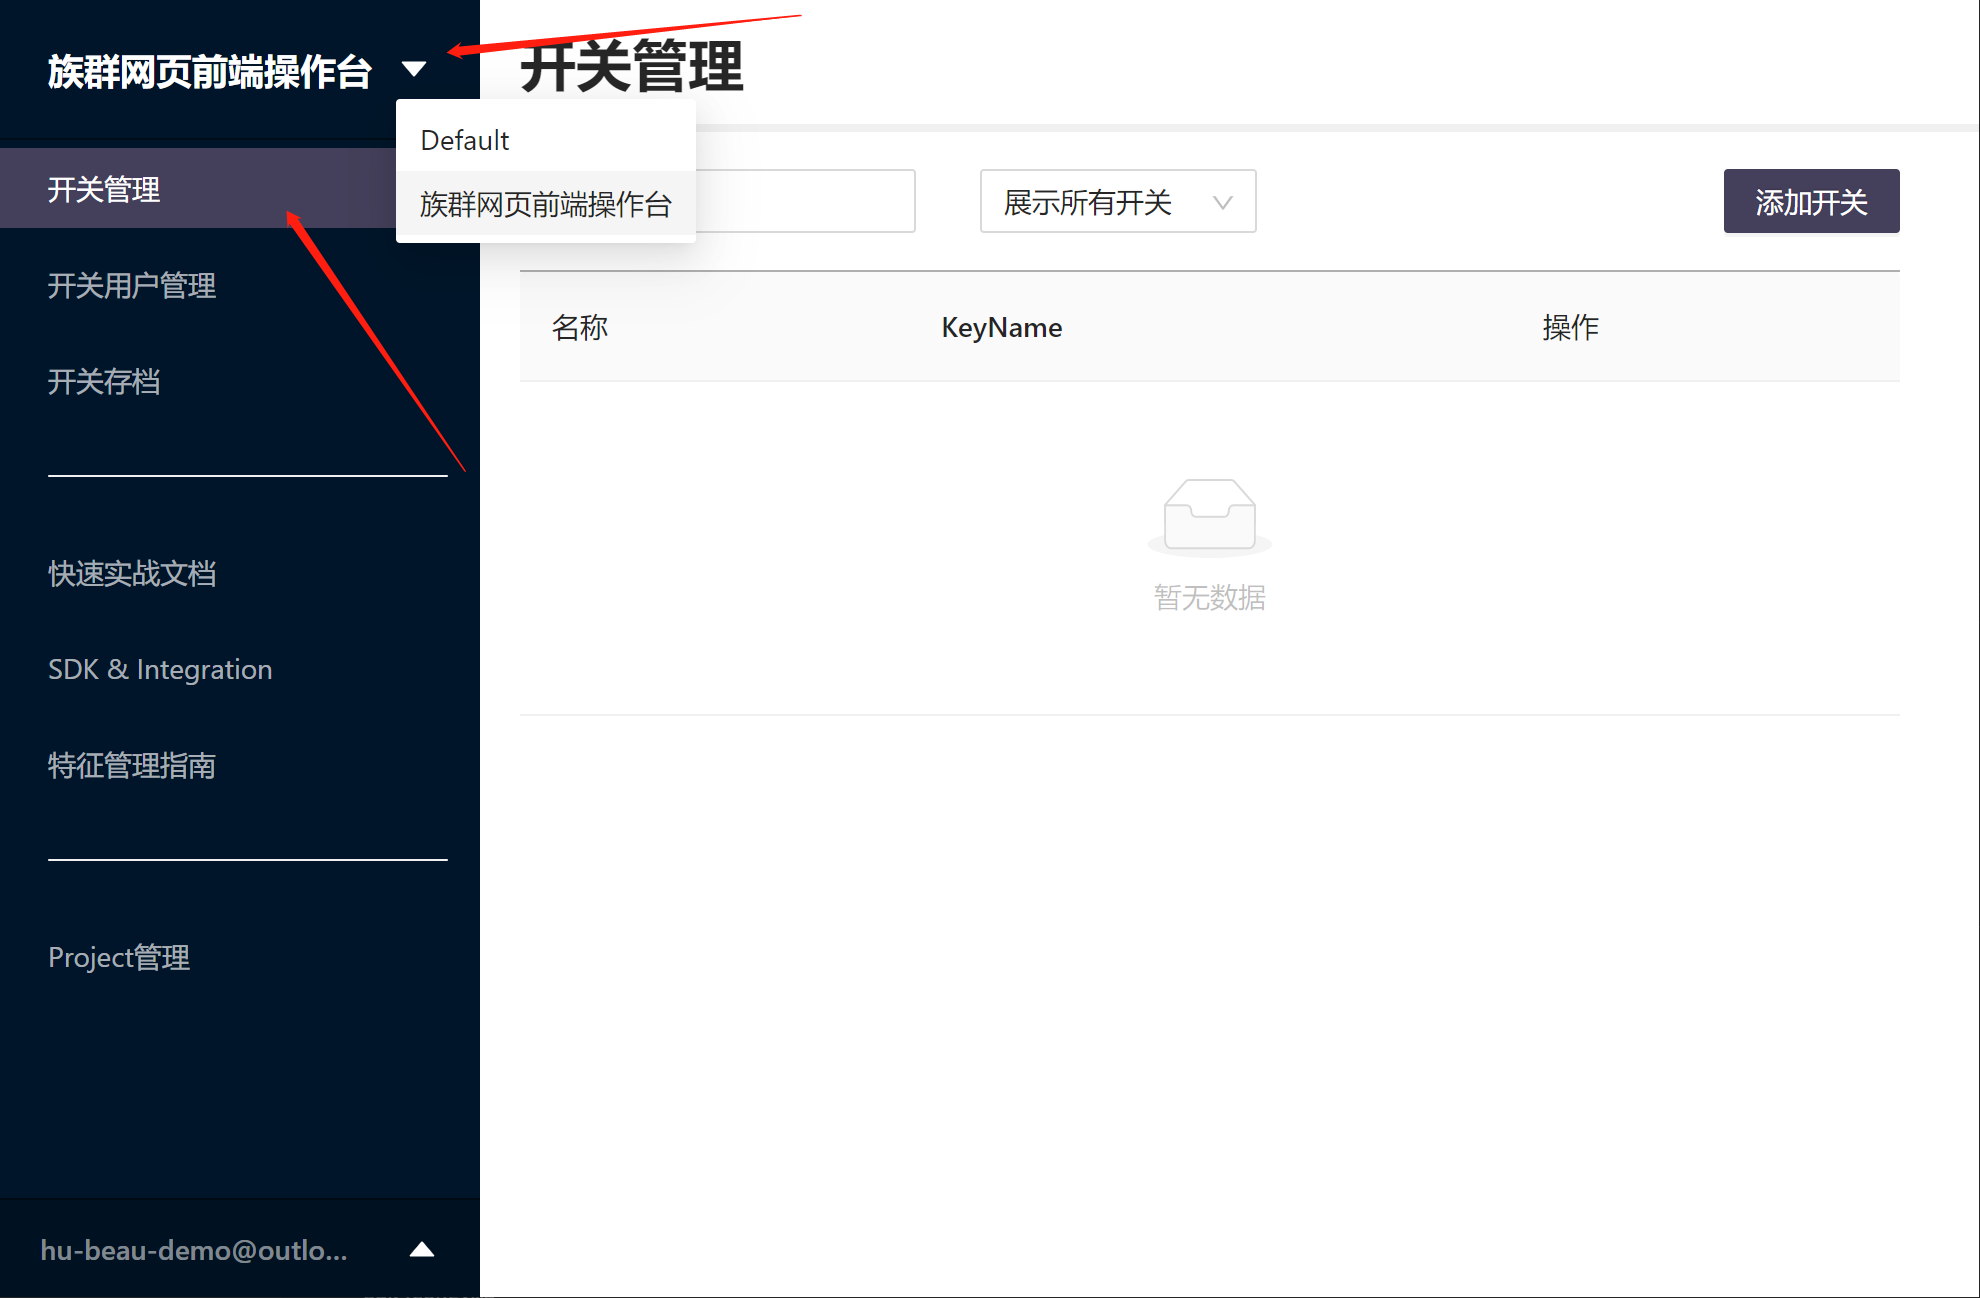 族群网页前端操作台
开关管理
Default
族群网页前端操作台
开关管理
开关用户管理
开关存档
快速实战文档
SDK & Integration
特征管理指南
Project管理
hu-beau-demo@outlo...
展示所有开关
添加开关
名称 KeyName 操作
暂无数据